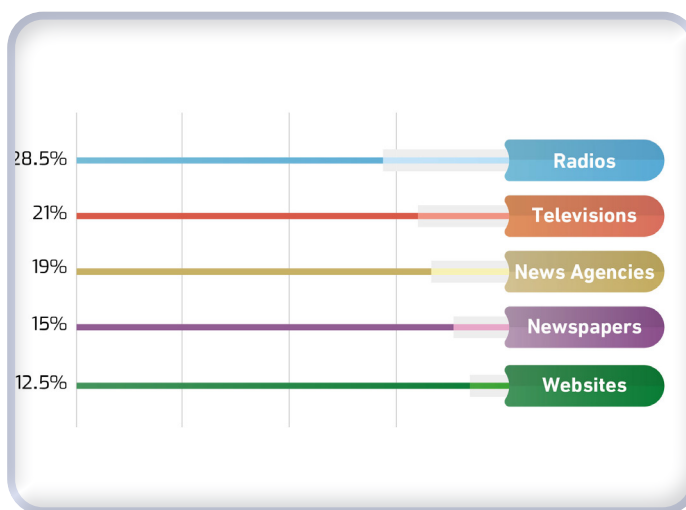 28.5%
Radios
21%
Televisions
19%
News Agencies
15%
Newspapers
12.5%
Websites